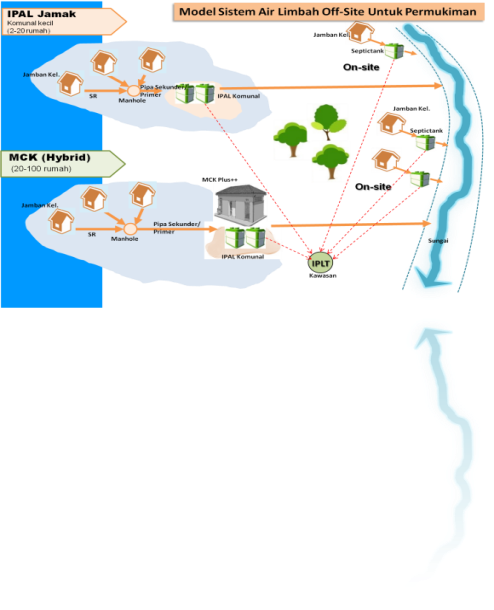 IPAL Jamak
Komunal kecil
(2-20 rumah)
Model Sistem Air Limbah Off-Site Untuk Permukiman
Jamban Kel.
Septictank
On-site
Jamban Kel.
SR
Manhole
Pipa Sekunder/
Primer
IPAL Komunal
Jamban Kel.
Septictank
On-site
MCK (Hybrid)
(20-100 rumah)
MCK Plus++
Jamban Kel.
SR
Manhole
Pipa Sekunder/
Primer
IPAL Komunal
Sungai
IPLT
Kawasan